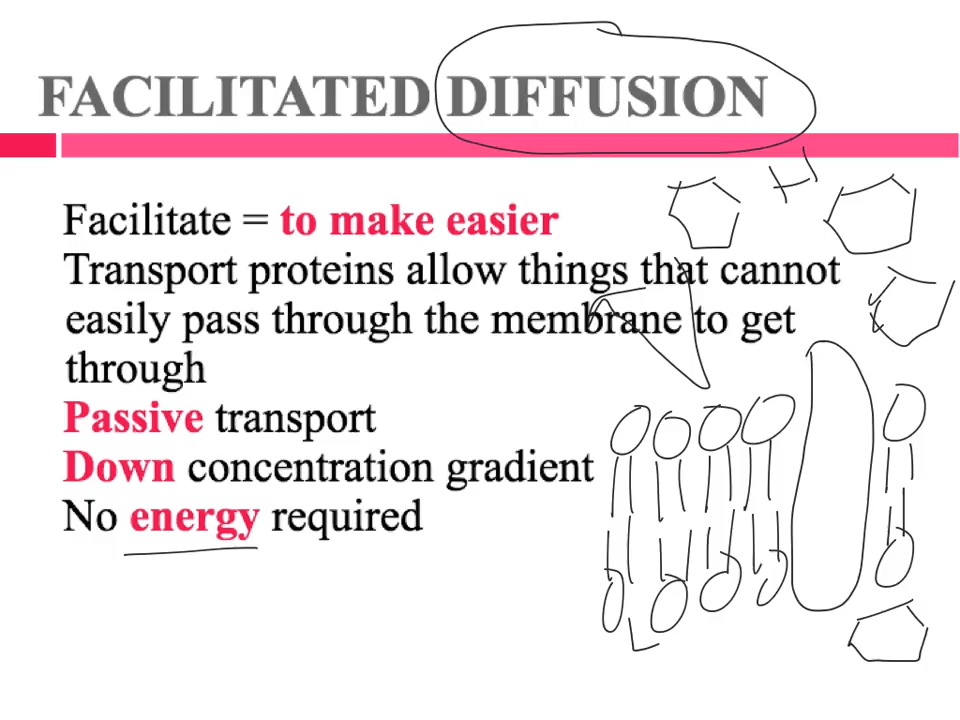 FACILITATED DIFFUSION
Facilitate = to make easier
Transport proteins allow things that cannot
easily pass through the membrane to get
through
Passive transport
Down concentration gradient
No energy required
H
L